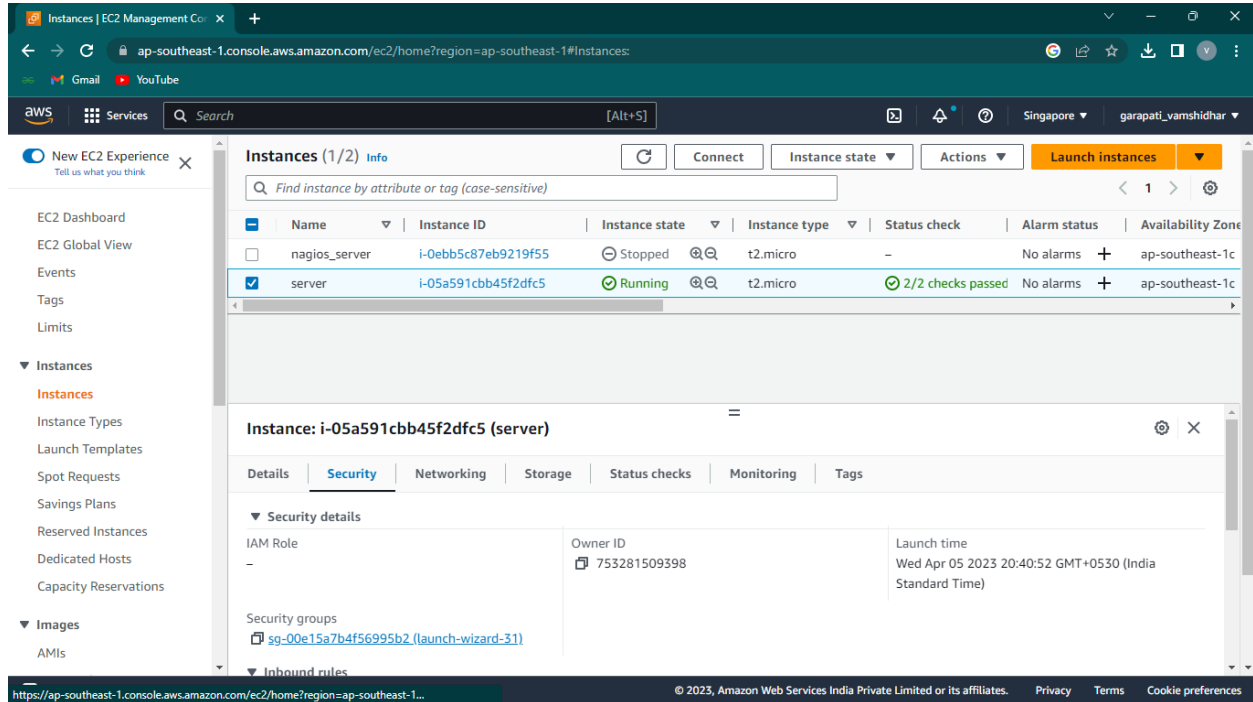 Instances | EC2 Management Con
ap-southeast-1.console.aws.amazon.com/ec2/home?region=ap-southeast-1#Instances:
Gmail YouTube
aws Services Search [Alt+S] Singapore garapati_vamshidhar
New EC2 Experience
Tell us what you think
EC2 Dashboard
EC2 Global View
Events
Tags
Limits
Instances
Instances
Instance Types
Launch Templates
Spot Requests
Savings Plans
Reserved Instances
Dedicated Hosts
Capacity Reservations
Images
AMIs
Instances (1/2) Info Connect Instance state Actions Launch instances
Find instance by attribute or tag (case-sensitive) 1
Name Instance ID Instance state Instance type Status check Alarm status Availability Zone
nagios_server i-0ebb5c87eb9219f55 Stopped t2.micro – No alarms + ap-southeast-1c
server i-05a591cbb45f2dfc5 Running t2.micro 2/2 checks passed No alarms + ap-southeast-1c
Instance: i-05a591cbb45f2dfc5 (server)
Details Security Networking Storage Status checks Monitoring Tags
Security details
IAM Role Owner ID Launch time
– 753281509398 Wed Apr 05 2023 20:40:52 GMT+0530 (India
Standard Time)
Security groups
sg-00e15a7b4f56995b2 (launch-wizard-31)
Inbound rules
https://ap-southeast-1.console.aws.amazon.com/ec2/home?region=ap-southeast-1... © 2023, Amazon Web Services India Private Limited or its affiliates. Privacy Terms Cookie preferences